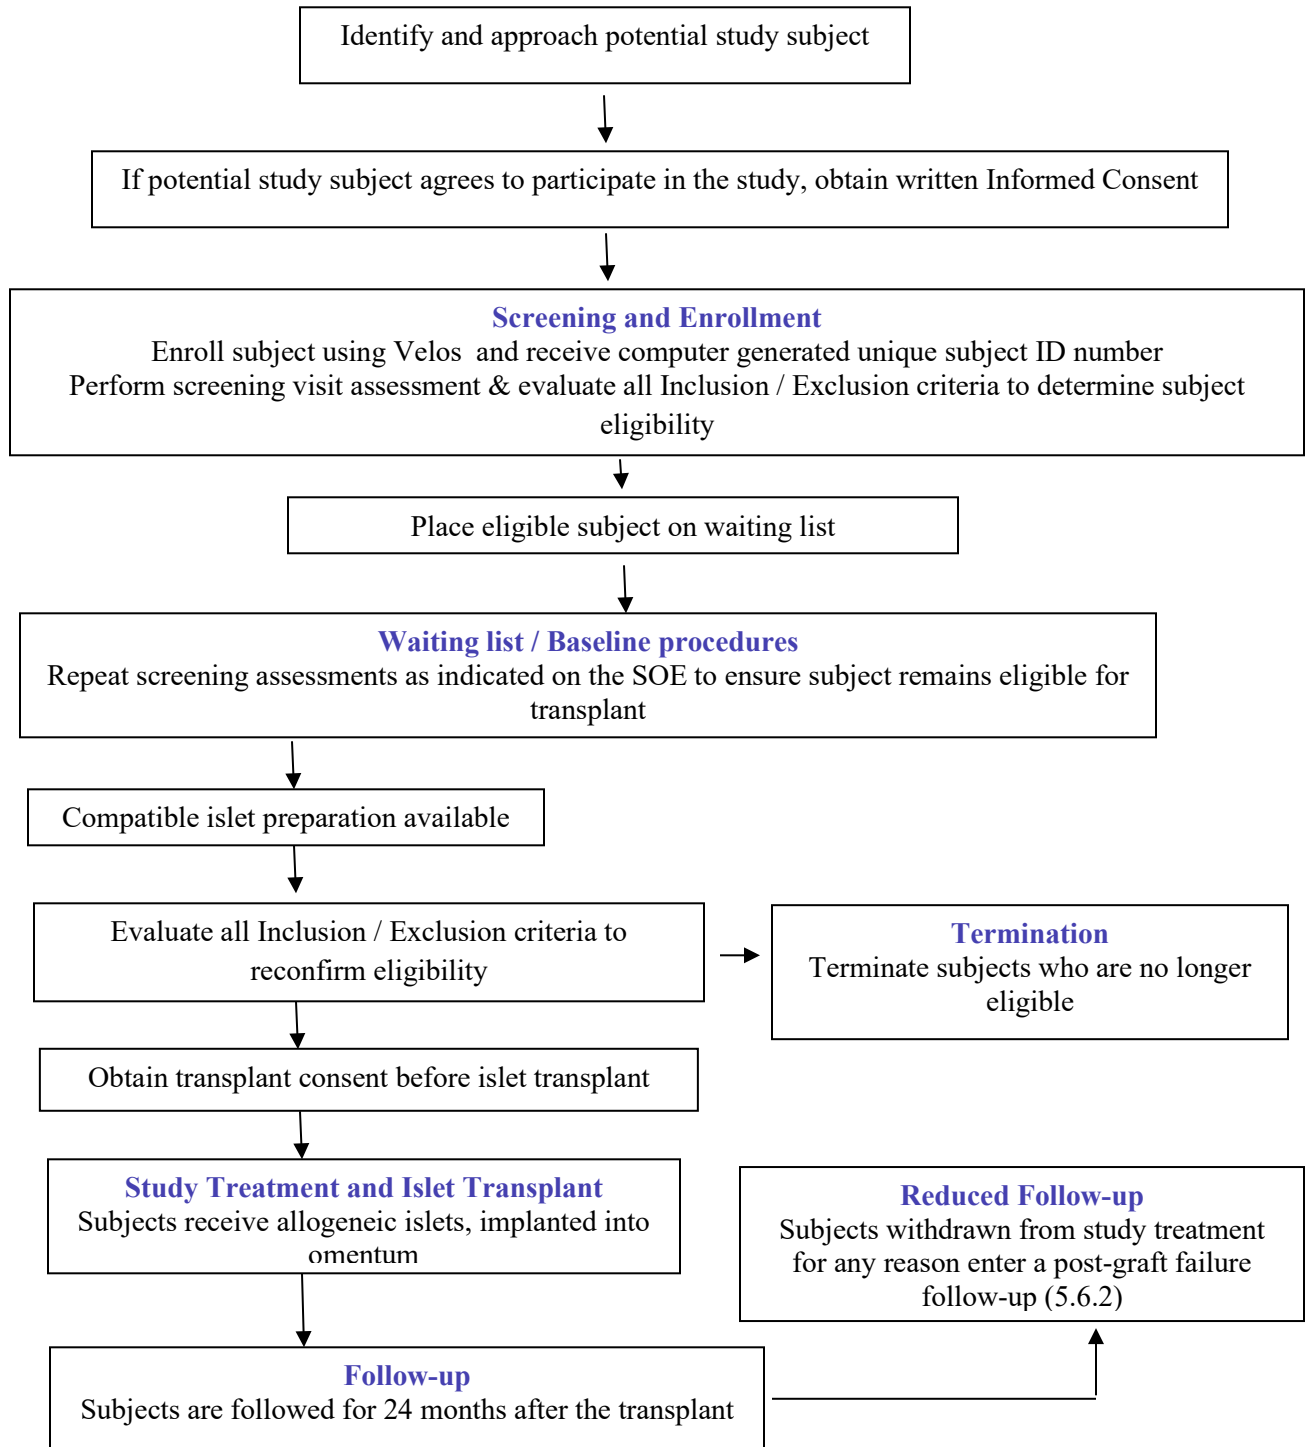 Identify and approach potential study subject
If potential study subject agrees to participate in the study, obtain written Informed Consent
Screening and Enrollment
Enroll subject using Velos  and receive computer generated unique subject ID number
Perform screening visit assessment & evaluate all Inclusion / Exclusion criteria to determine subject
eligibility
Place eligible subject on waiting list
Waiting list / Baseline procedures
Repeat screening assessments as indicated on the SOE to ensure subject remains eligible for
transplant
Compatible islet preparation available
Evaluate all Inclusion / Exclusion criteria to
reconfirm eligibility
Termination
Terminate subjects who are no longer
eligible
Obtain transplant consent before islet transplant
Study Treatment and Islet Transplant
Subjects receive allogeneic islets, implanted into
omentum
Reduced Follow-up
Subjects withdrawn from study treatment
for any reason enter a post-graft failure
follow-up (5.6.2)
Follow-up
Subjects are followed for 24 months after the transplant